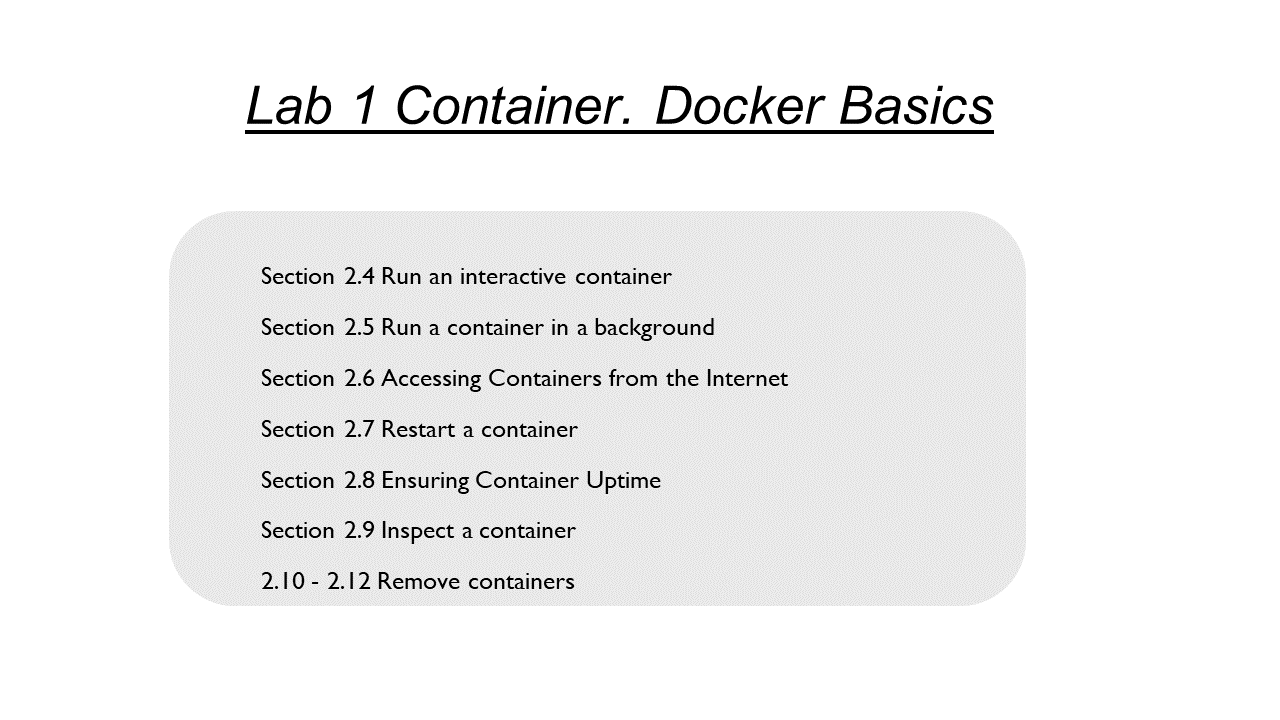 Lab 1 Container. Docker Basics
Section 2.4 Run an interactive container
Section 2.5 Run a container in a background
Section 2.6 Accessing Containers from the Internet
Section 2.7 Restart a container
Section 2.8 Ensuring Container Uptime
Section 2.9 Inspect a container
2.10 - 2.12 Remove containers